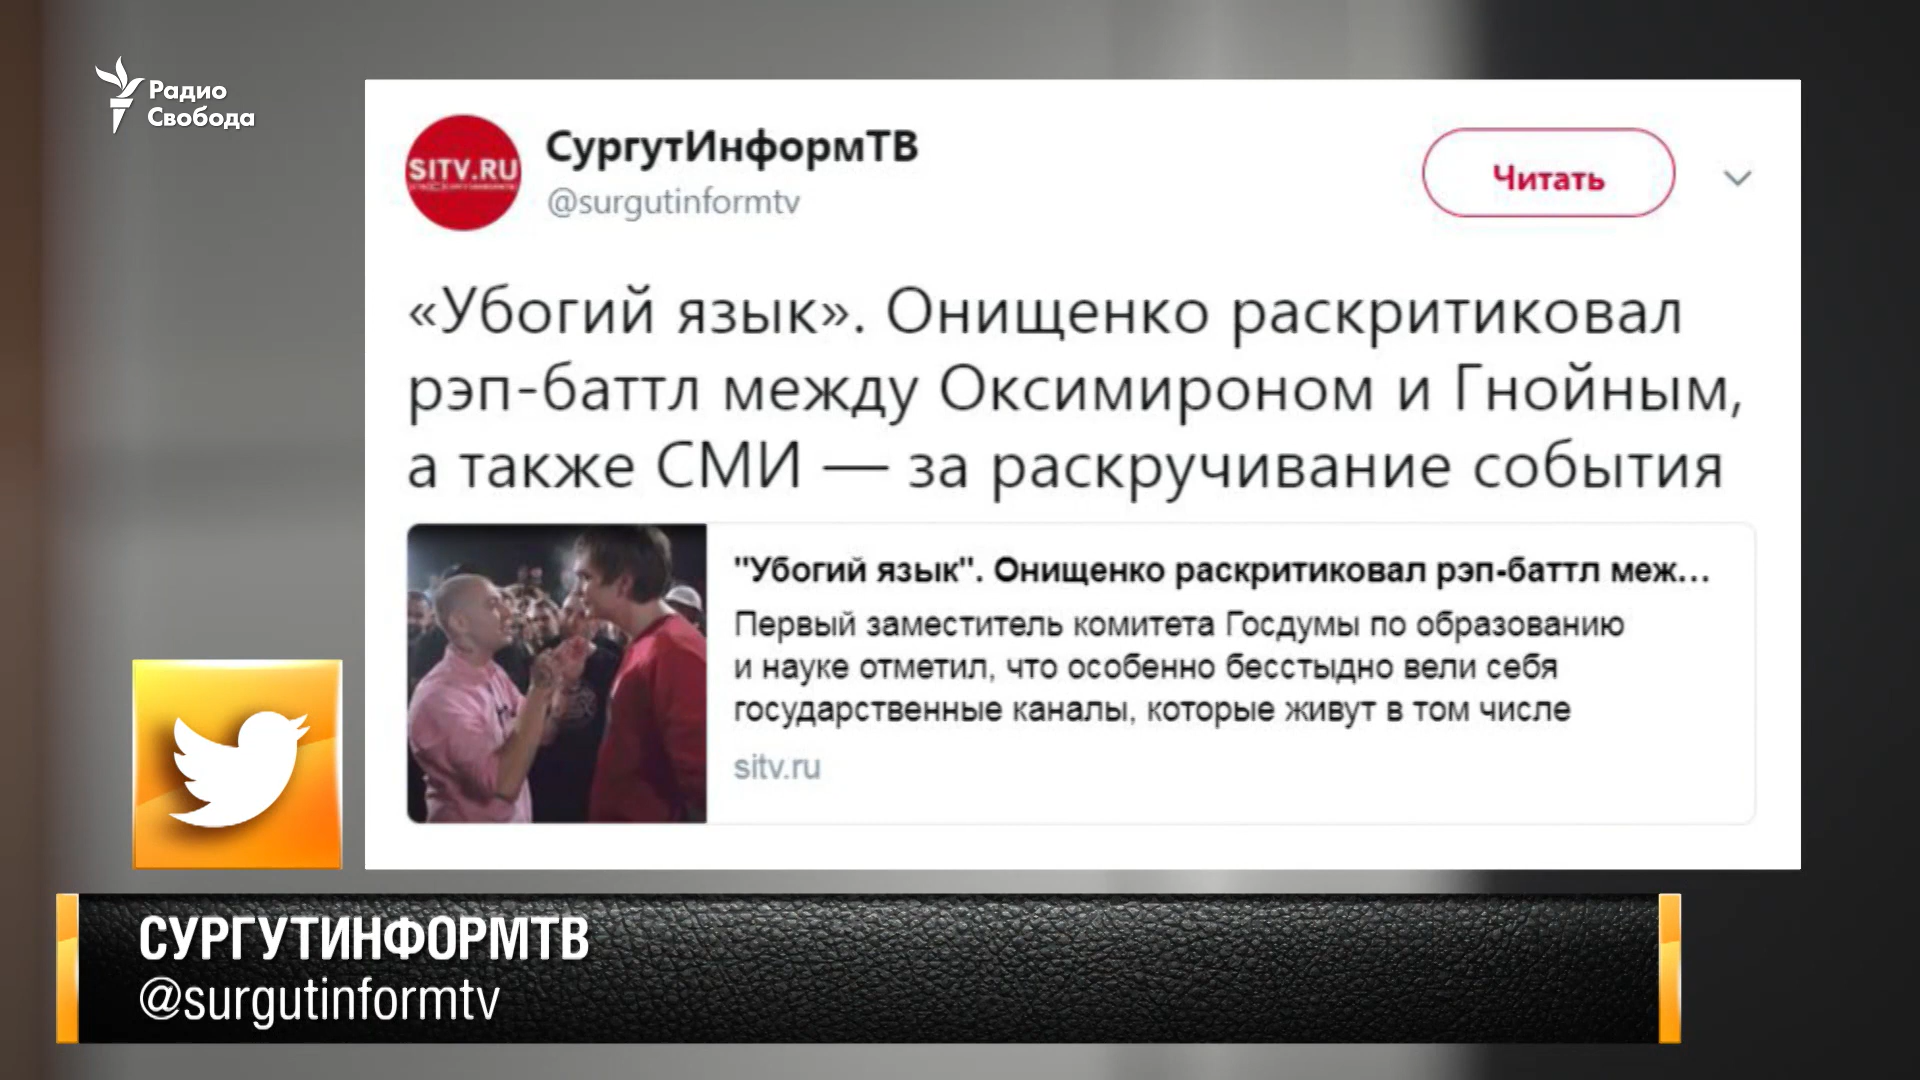 Радио
Свобода
SITV.RU
СургутИнформТВ
@surgutinformtv
Читать
«Убогий язык». Онищенко раскритиковал
рэп-баттл между Оксимироном и Гнойным,
а также СМИ — за раскручивание события
"Убогий язык". Онищенко раскритиковал рэп-баттл меж...
Первый заместитель комитета Госдумы по образованию
и науке отметил, что особенно бесстыдно вели себя
государственные каналы, которые живут в том числе
sitv.ru
СУРГУТИНФОРМТВ
@surgutinformtv